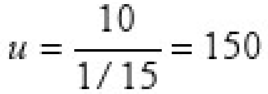 u = 10 / 1/15 = 150